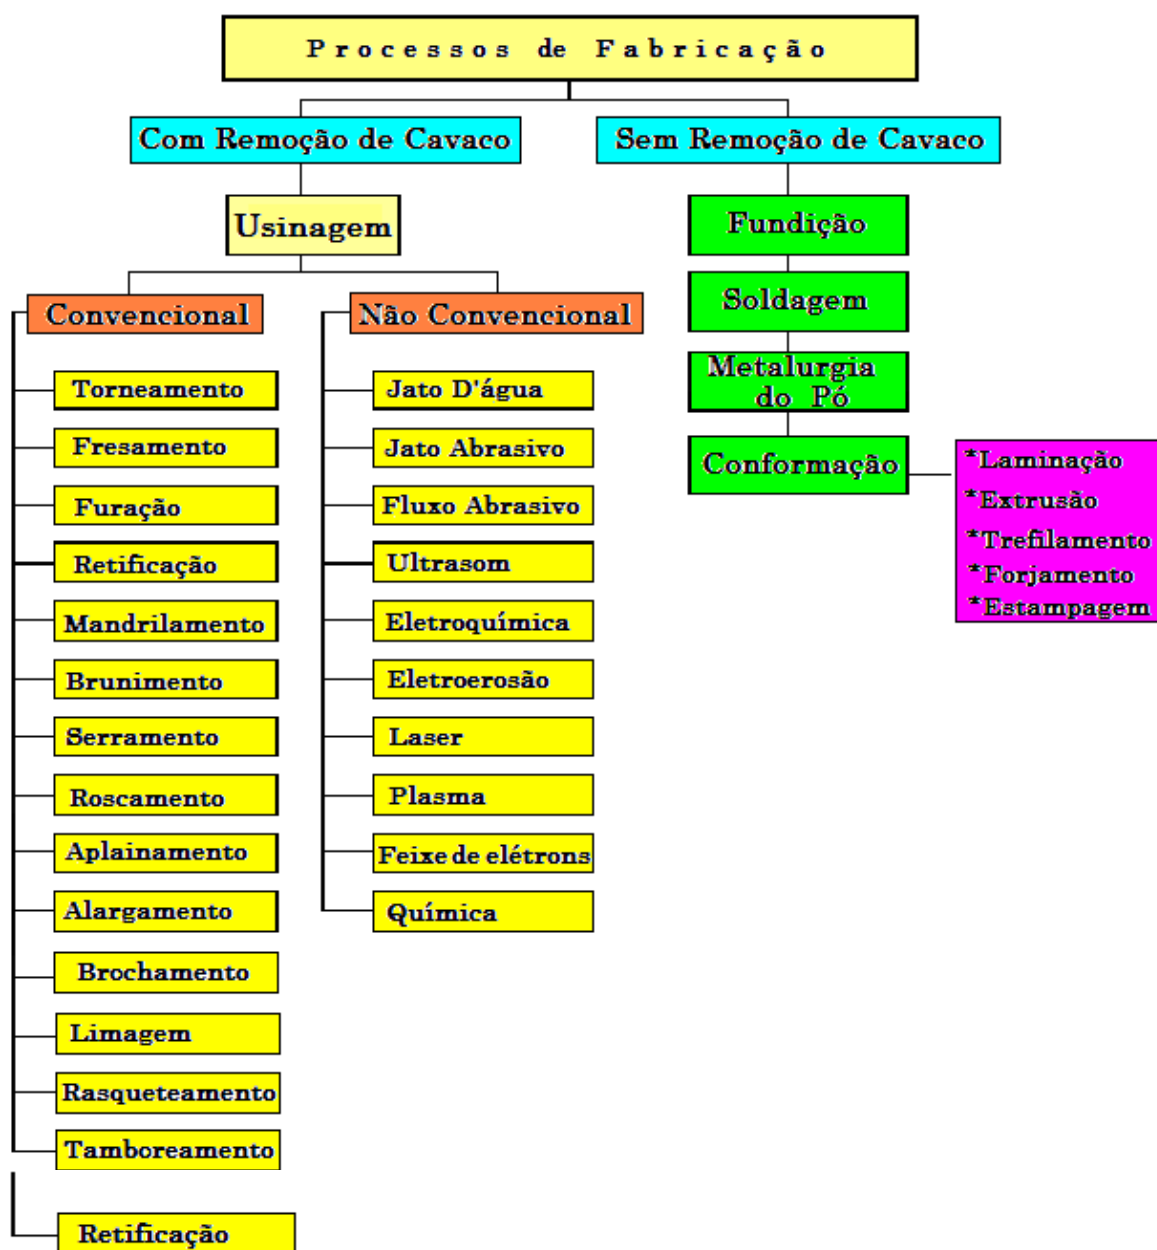 Processos de Fabricação
Com Remoção de Cavaco
Sem Remoção de Cavaco
Usinagem
Convencional
Torneamento
Fresamento
Furação
Retificação
Mandrilamento
Brunimento
Serramento
Roscamento
Aplainamento
Alargamento
Brochamento
Limagem
Rasqueteamento
Tamboreamento
Retificação
Não Convencional
Jato D'água
Jato Abrasivo
Fluxo Abrasivo
Ultrasom
Eletroquímica
Eletroerosão
Laser
Plasma
Feixe de elétrons
Química
Fundição
Soldagem
Metalurgia
do Pó
Conformação
*Laminação
*Extrusão
*Trefilamento
*Forjamento
*Estampagem